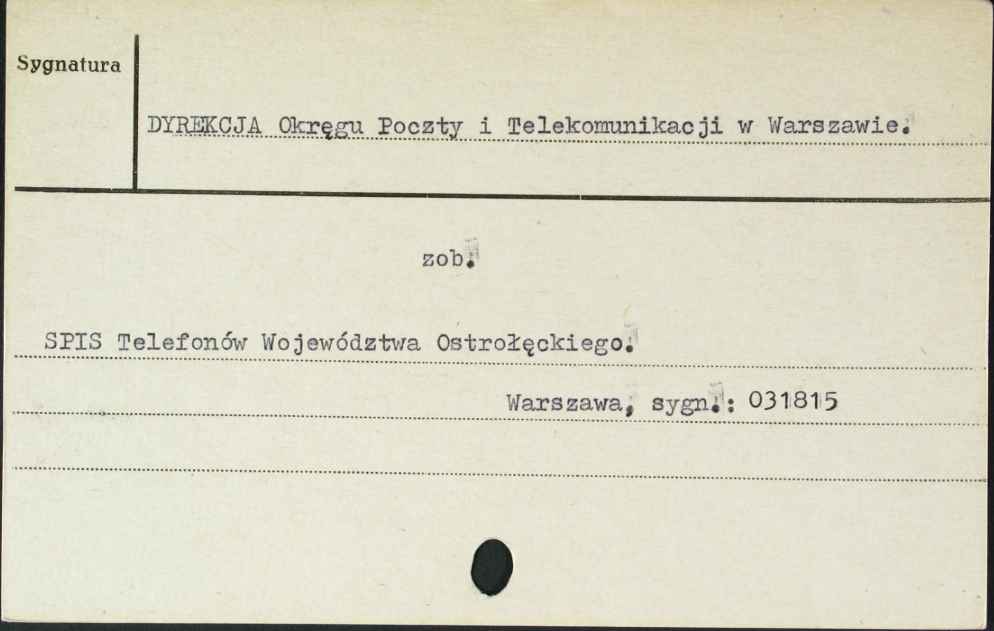 Sygnatura
DYREKCJA Okręgu Poczty i Telekomunikacji w Warszawie.
zob.
SPIS Telefonów Województwa Ostrołęckiego.
Warszawa, sygn.: 031815